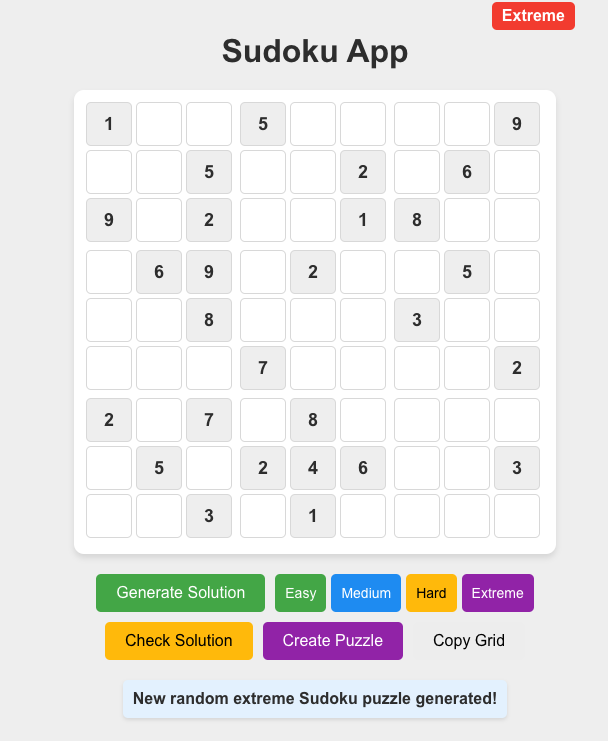 Extreme
Sudoku App
1 5 9
5 2 6
9 2 1 8
6 9 2 5
8 3
7 2
2 7 8
5 2 4 6 3
3 1
Generate Solution Easy Medium Hard Extreme
Check Solution Create Puzzle Copy Grid
New random extreme Sudoku puzzle generated!